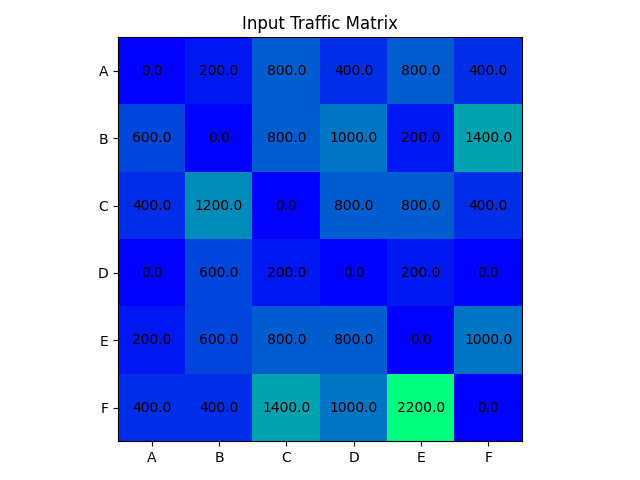 Input Traffic Matrix
A 0.0 200.0 800.0 400.0 800.0 400.0
B 600.0 0.0 800.0 1000.0 200.0 1400.0
C 400.0 1200.0 0.0 800.0 800.0 400.0
D 0.0 600.0 200.0 0.0 200.0 0.0
E 200.0 600.0 800.0 800.0 0.0 1000.0
F 400.0 400.0 1400.0 1000.0 2200.0 0.0
A B C D E F